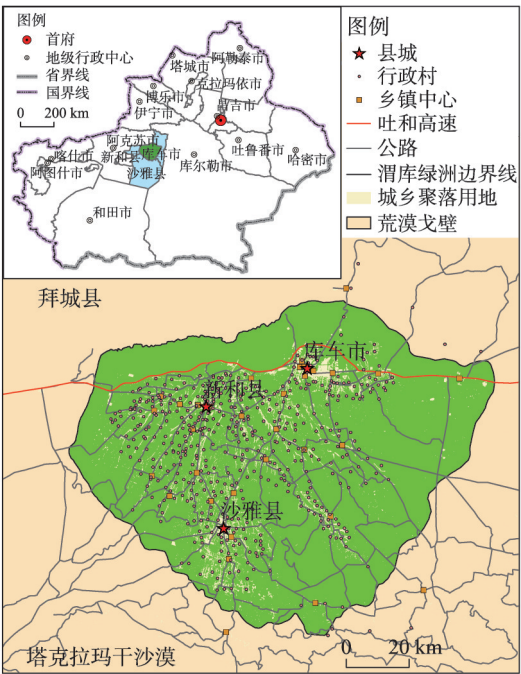 图例
首府
地级行政中心
省界线
国界线
0 200 km
阿勒泰市
塔城市
克拉玛依市
博乐市
伊宁市
昌吉市
吐鲁番市
哈密市
阿克苏市
新和县
库车市
库尔勒市
喀什市
阿图什市
沙雅县
和田市
图例
县城
行政村
乡镇中心
吐和高速
公路
渭库绿洲边界线
城乡聚落用地
荒漠戈壁
拜城县
库车市
新和县
沙雅县
塔克拉玛干沙漠
0 20 km